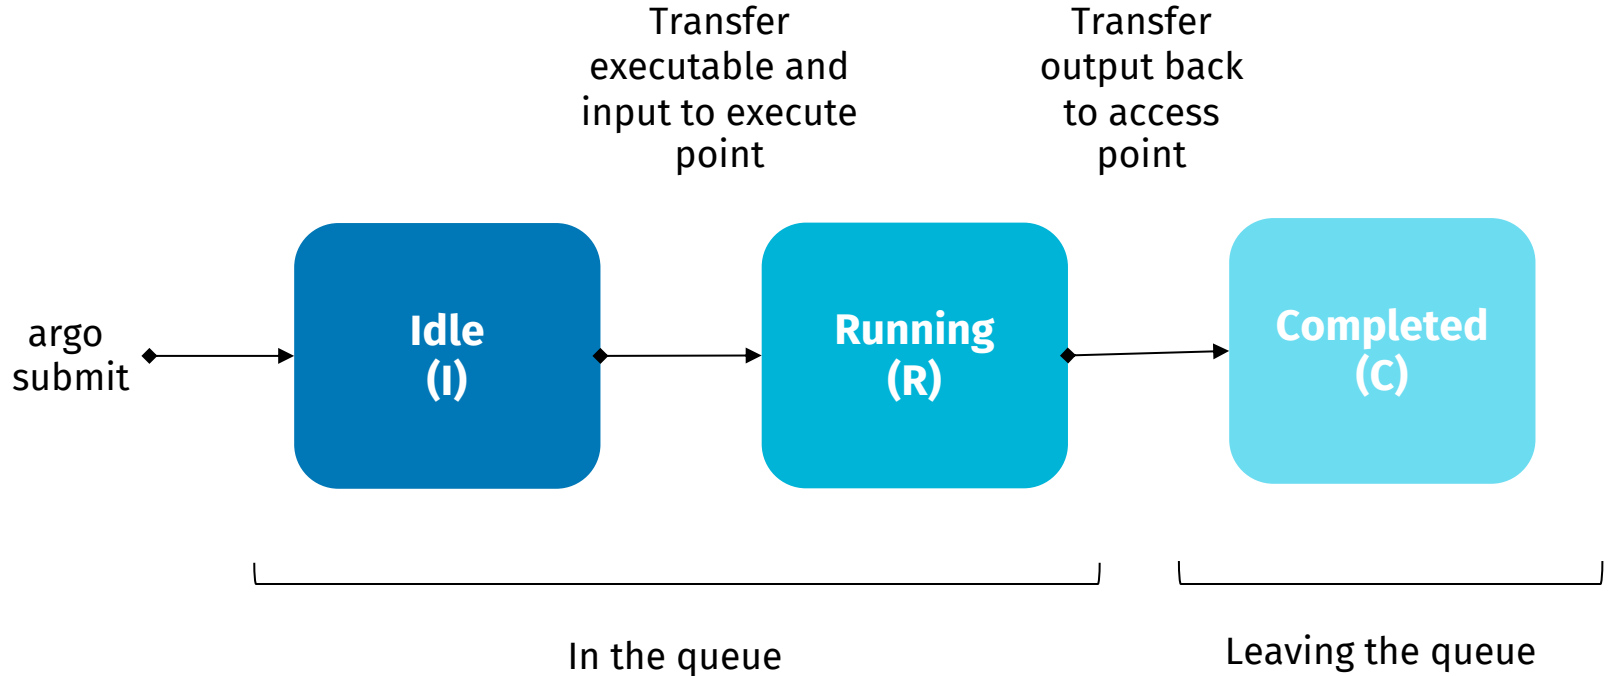 Transfer
executable and
input to execute
point
Transfer
output back
to access
point
argo
submit
Idle
(I)
Running
(R)
Completed
(C)
In the queue
Leaving the queue